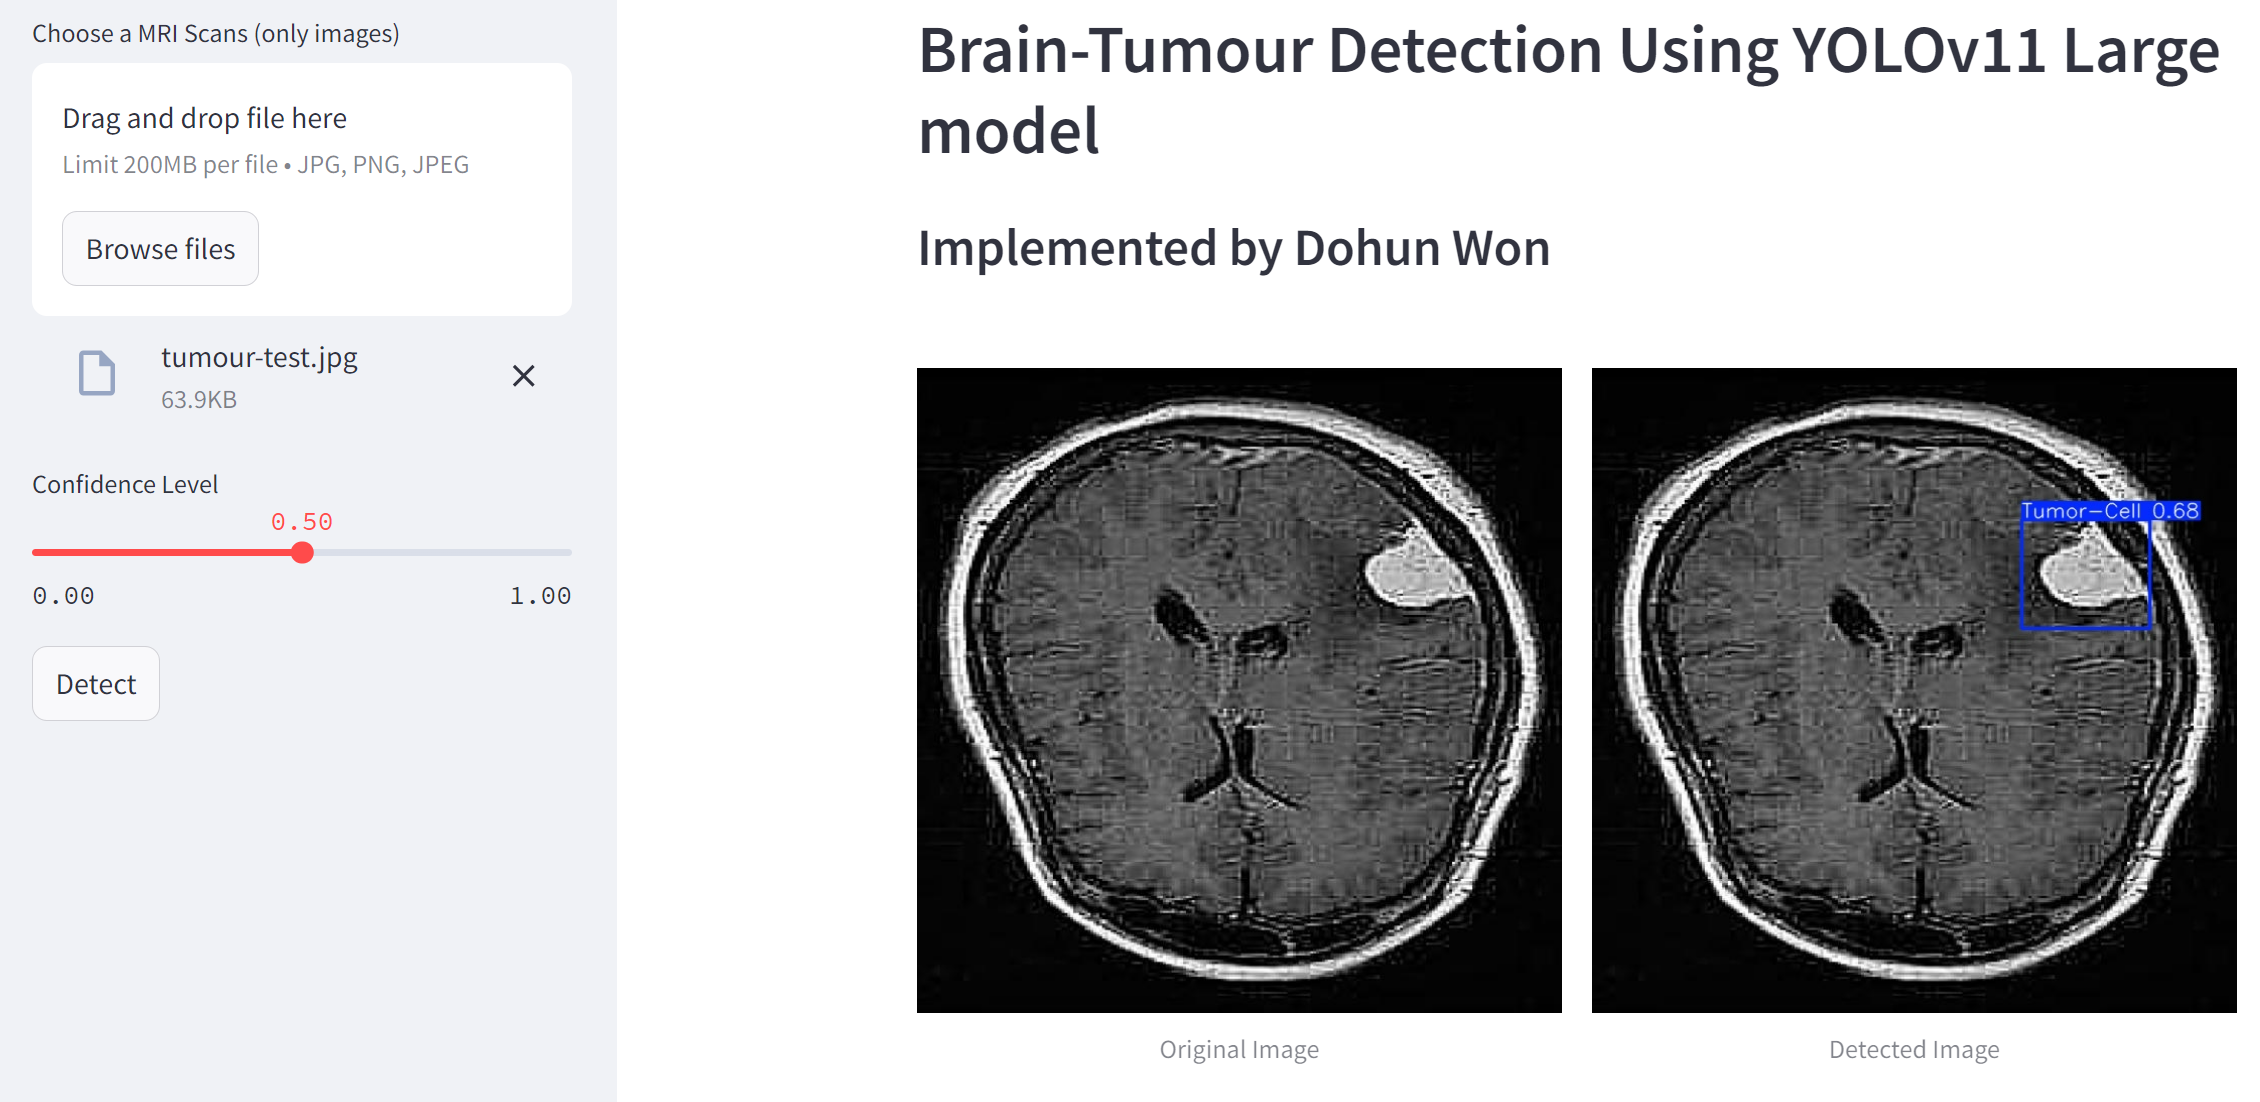 Choose a MRI Scans (only images)
Drag and drop file here
Limit 200MB per file • JPG, PNG, JPEG
Browse files
tumour-test.jpg
63.9KB
Confidence Level
0.50
0.00 1.00
Detect
Brain-Tumour Detection Using YOLOv11 Large
model
Implemented by Dohun Won
Tumor-Cell 0.68
Original Image
Detected Image